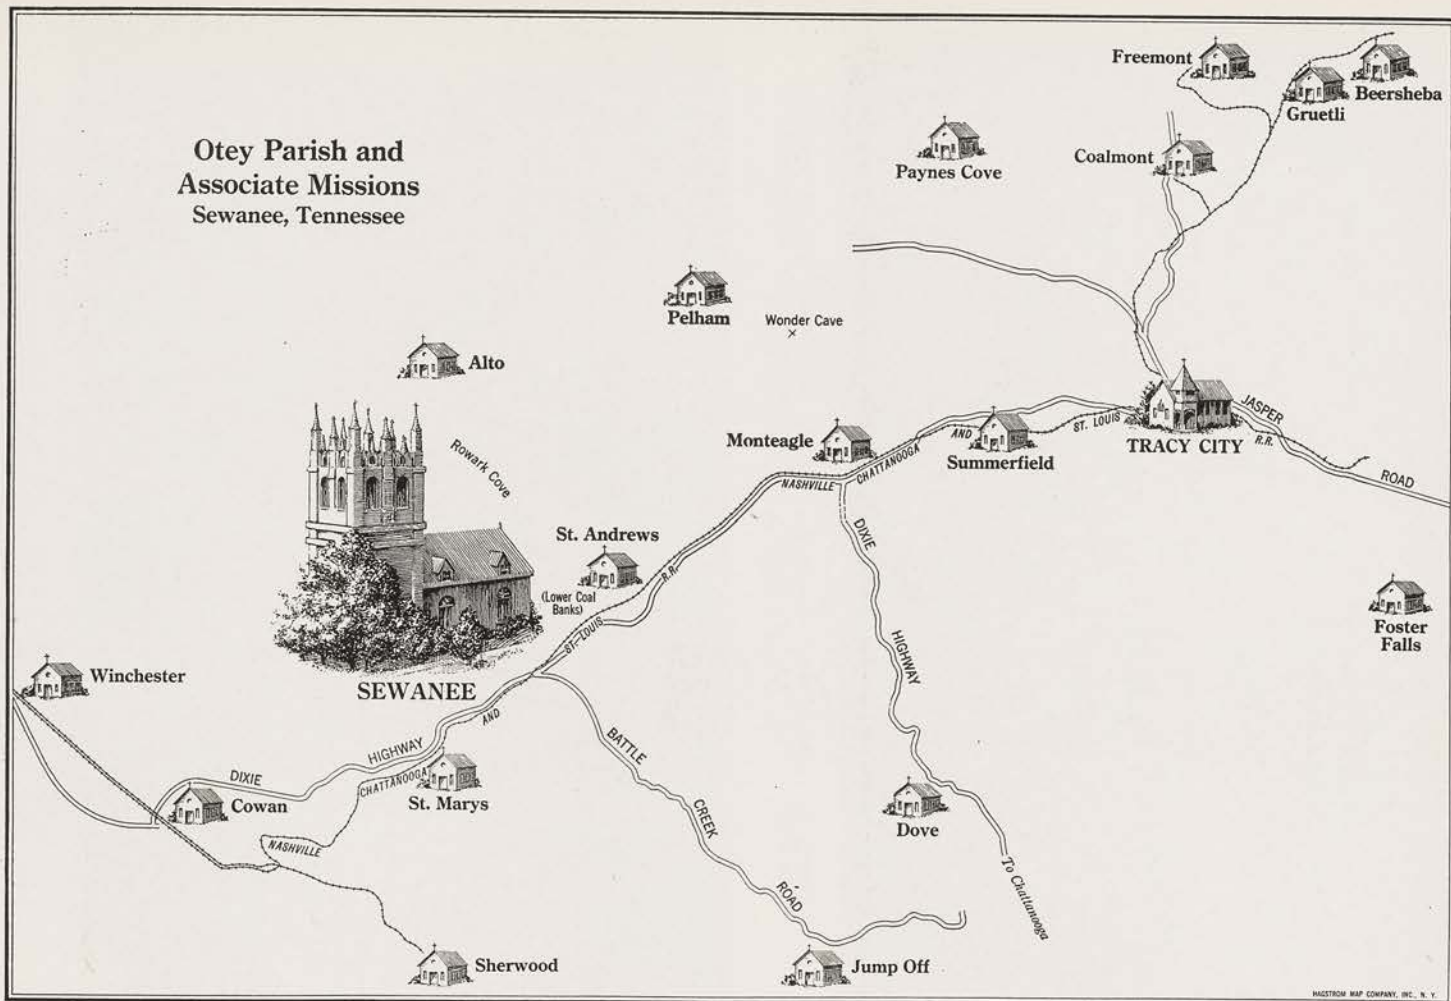 Otey Parish and
Associate Missions
Sewanee, Tennessee
Freemont
Beersheba
Gruetli
Coalmont
Paynes Cove
Pelham
Wonder Cave
Alto
Rowark Cove
Monteagle
Summerfield
TRACY CITY
JASPER
ROAD
R.R.
ST. LOUIS
AND
CHATTANOOGA
NASHVILLE
DIXIE
HIGHWAY
To Chattanooga
St. Andrews
(Lower Coal
Banks)
R.R.
ST. LOUIS
AND
CHATTANOOGA
NASHVILLE
SEWANEE
Winchester
DIXIE
HIGHWAY
Cowan
St. Marys
BATTLE
CREEK
ROAD
Dove
Foster
Falls
Sherwood
Jump Off
HAGSTROM MAP COMPANY, INC., N. Y.